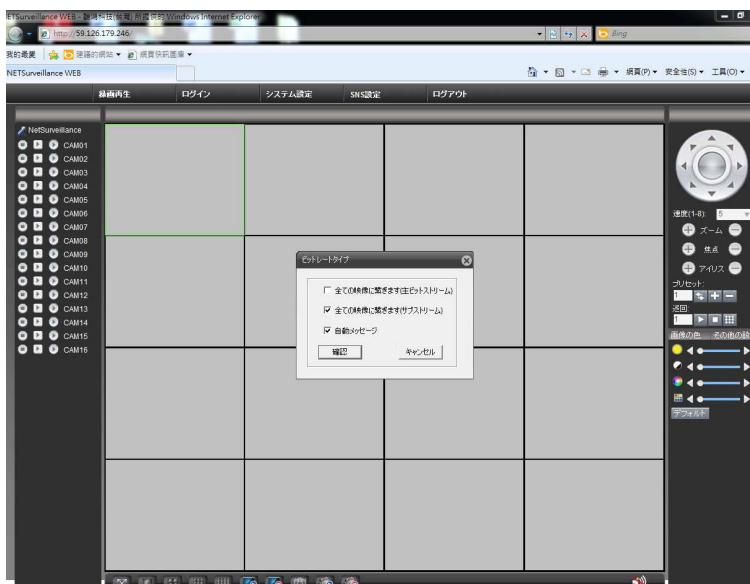 ETSurveillance WEB - 聯鴻科技(台灣) 所提供的 Windows Internet Explorer
http://59.126.179.246/
Bing
我的最愛 建議的網站 ▼ 網頁快訊圖庫 ▼
NETSurveillance WEB
網頁(P) ▼ 安全性(S) ▼ 工具(O) ▼
録画再生 ログイン システム設定 SNS設定 ログアウト
NetSurveillance
CAM01
CAM02
CAM03
CAM04
CAM05
CAM06
CAM07
CAM08
CAM09
CAM10
CAM11
CAM12
CAM13
CAM14
CAM15
CAM16
ビットレートタイプ
全ての映像に繋ぎます(主ビットストリーム)
全ての映像に繋ぎます(サブストリーム)
自動メッセージ
確認 キャンセル
速度(1-8): 5
ズーム
焦点
アイリス
プリセット:
1
巡回:
1
画像の色 その他の設
デフォルト